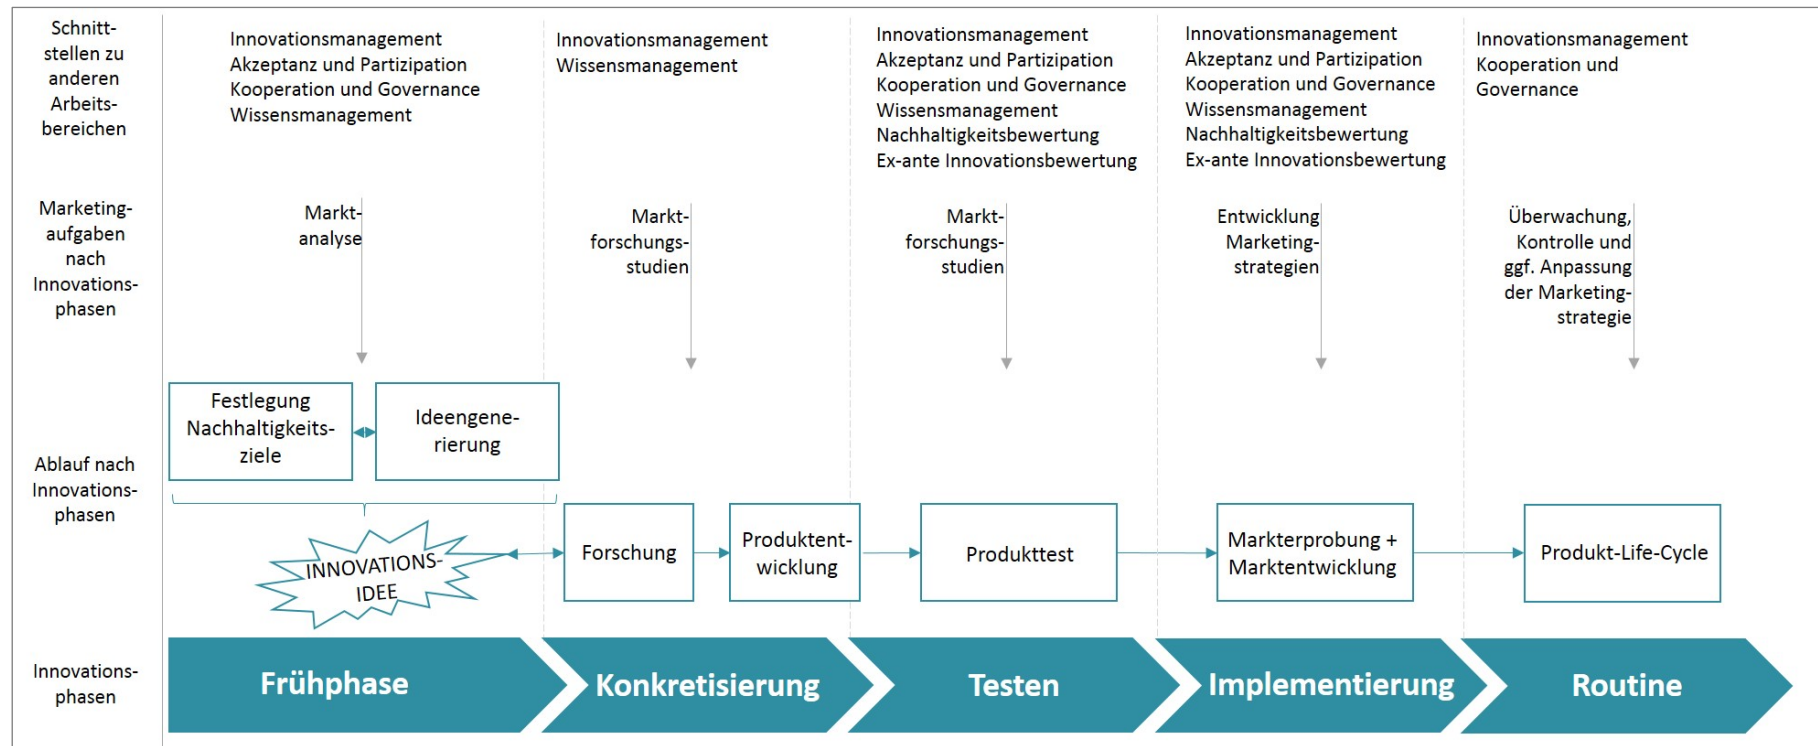 Schnitt-
stellen zu
anderen
Arbeits-
bereichen
Innovationsmanagement
Akzeptanz und Partizipation
Kooperation und Governance
Wissensmanagement
Innovationsmanagement
Wissensmanagement
Innovationsmanagement
Akzeptanz und Partizipation
Kooperation und Governance
Wissensmanagement
Nachhaltigkeitsbewertung
Ex-ante Innovationsbewertung
Innovationsmanagement
Akzeptanz und Partizipation
Kooperation und Governance
Wissensmanagement
Nachhaltigkeitsbewertung
Ex-ante Innovationsbewertung
Innovationsmanagement
Kooperation und
Governance
Marketing-
aufgaben
nach
Innovations-
phasen
Markt-
analyse
Markt-
forschungs-
studien
Markt-
forschungs-
studien
Entwicklung
Marketing-
strategien
Überwachung,
Kontrolle und
ggf. Anpassung
der Marketing-
strategie
Ablauf nach
Innovations-
phasen
Festlegung
Nachhaltigkeits-
ziele
Ideengene-
rierung
INNOVATIONS-
IDEE
Forschung
Produktent-
wicklung
Produkttest
Markterprobung +
Marktentwicklung
Produkt-Life-Cycle
Innovations-
phasen
Frühphase
Konkretisierung
Testen
Implementierung
Routine